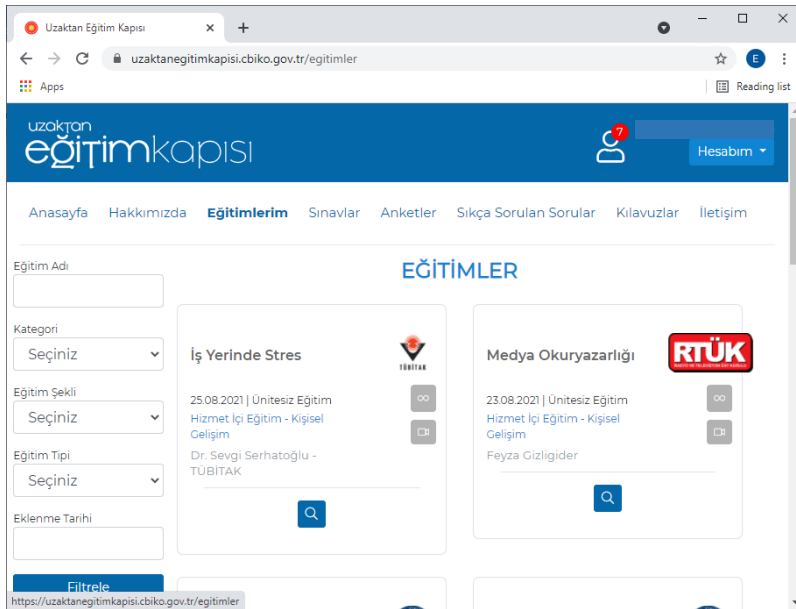 Uzaktan Eğitim Kapısı
uzaktanegitimkapisi.cbiko.gov.tr/egitimler
E
Apps
Reading list
uzaktan
eğitimkapısı
7
Hesabım
Anasayfa Hakkımızda Eğitimlerim Sınavlar Anketler Sıkça Sorulan Sorular Kılavuzlar İletişim
EĞİTİMLER
Eğitim Adı
Kategori
Seçiniz
Eğitim Şekli
Seçiniz
Eğitim Tipi
Seçiniz
Eklenme Tarihi
Filtrele
İş Yerinde Stres
TÜBİTAK
25.08.2021 | Ünitesiz Eğitim
Hizmet İçi Eğitim - Kişisel
Gelişim
Dr. Sevgi Serhatoğlu -
TÜBİTAK
Medya Okuryazarlığı
RTÜK
23.08.2021 | Ünitesiz Eğitim
Hizmet İçi Eğitim - Kişisel
Gelişim
Feyza Gizligider
https://uzaktanegitimkapisi.cbiko.gov.tr/egitimler